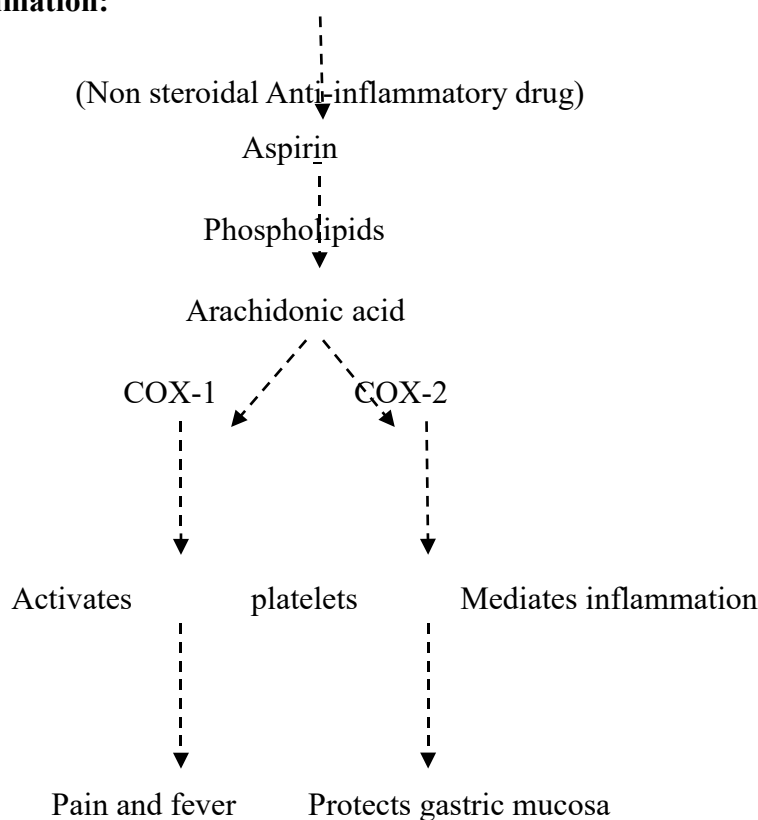 (Non steroidal Anti-inflammatory drug)
Aspirin
Phospholipids
Arachidonic acid
COX-1 COX-2
Activates platelets Mediates inflammation
Pain and fever Protects gastric mucosa